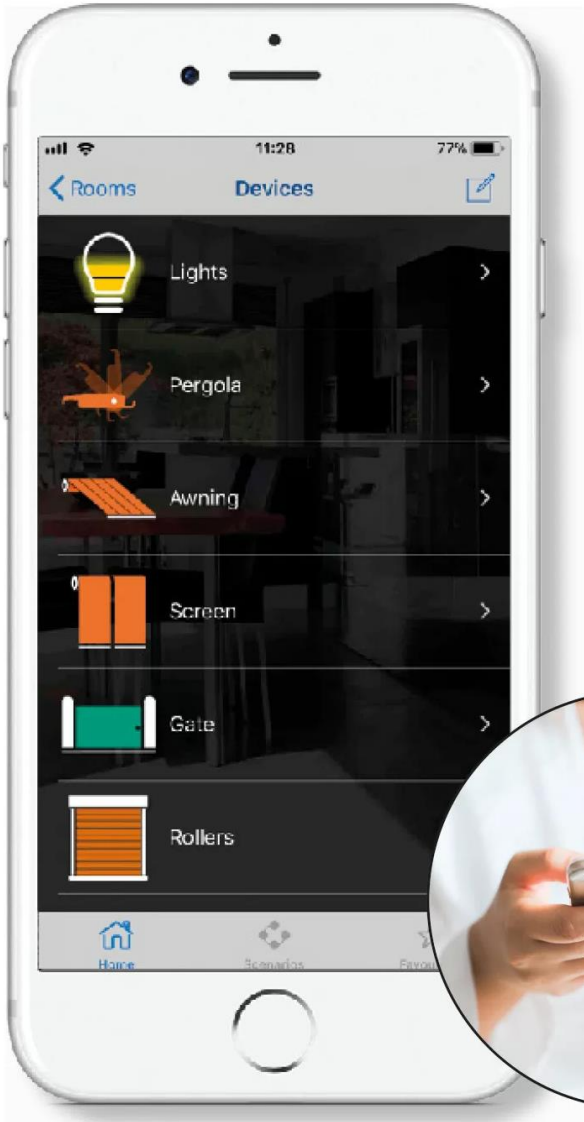 11:28 77%
Rooms Devices
Lights
Pergola
Awning
Screen
Gate
Rollers
Home Scenarios